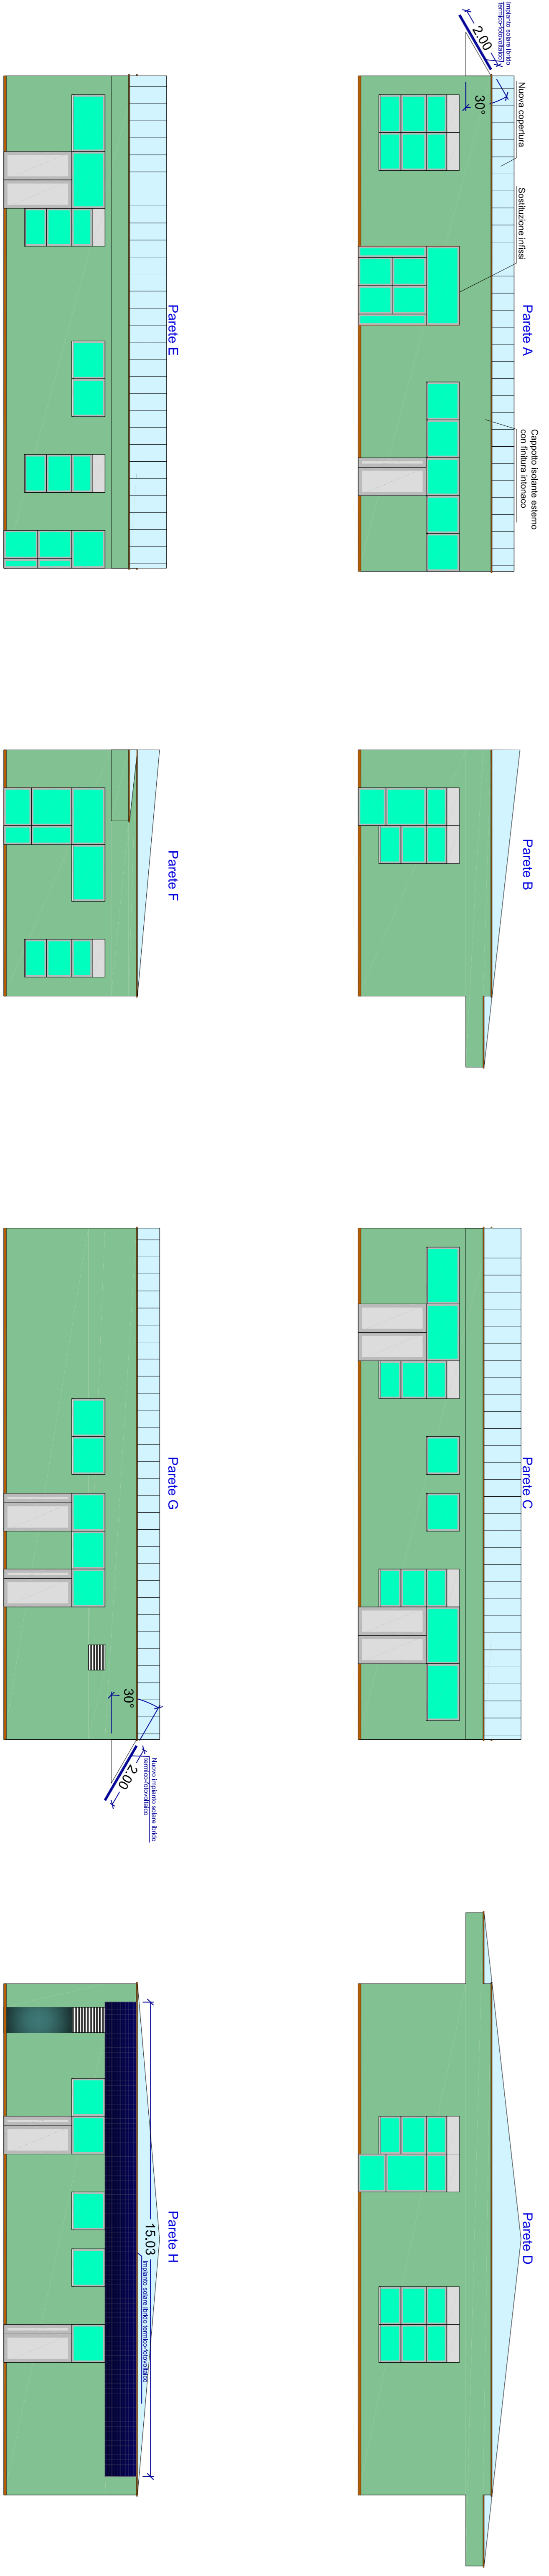 Impianto solare ibrido
termico-fotovoltaico
2.00
30°
Nuova copertura
Sostituzione infissi
Parete A
Cappotto isolante esterno
con finitura intonaco
Parete B
Parete C
Parete D
Parete E
Parete F
Parete G
30°
2.00
Nuovo impianto solare ibrido
termico-fotovoltaico
Parete H
15.03
Impianto solare ibrido termico-fotovoltaico